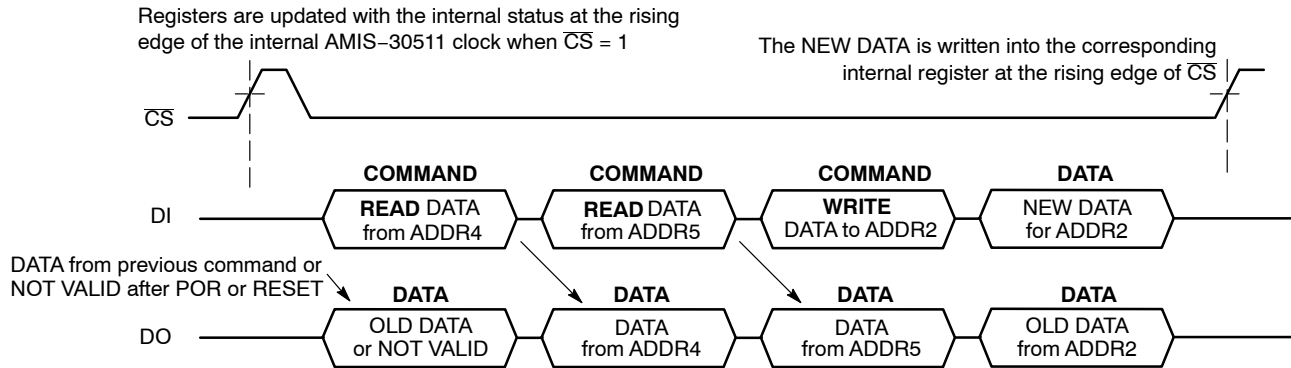 Registers are updated with the internal status at the rising
edge of the internal AMIS−30511 clock when C̅S̅ = 1
The NEW DATA is written into the corresponding
internal register at the rising edge of C̅S̅
C̅S̅
COMMAND
COMMAND
COMMAND
DATA
DI
READ DATA
from ADDR4
READ DATA
from ADDR5
WRITE
DATA to ADDR2
NEW DATA
for ADDR2
DATA from previous command or
NOT VALID after POR or RESET
DATA
DATA
DATA
DATA
DO
OLD DATA
or NOT VALID
DATA
from ADDR4
DATA
from ADDR5
OLD DATA
from ADDR2